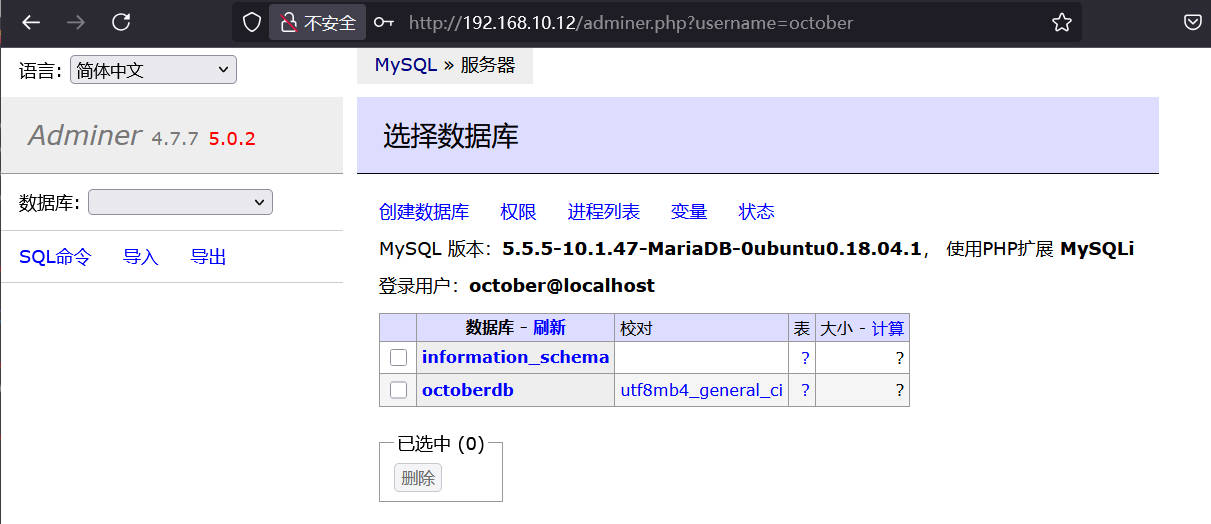 不安全 http://192.168.10.12/adminer.php?username=october
语言: 简体中文
MySQL » 服务器
Adminer 4.7.7 5.0.2
选择数据库
数据库:
SQL命令 导入 导出
创建数据库 权限 进程列表 变量 状态
MySQL 版本：5.5.5-10.1.47-MariaDB-0ubuntu0.18.04.1， 使用PHP扩展 MySQLi
登录用户：october@localhost
数据库 - 刷新 校对 表 大小 - 计算
information_schema ? ?
octoberdb utf8mb4_general_ci ? ?
已选中 (0)
删除